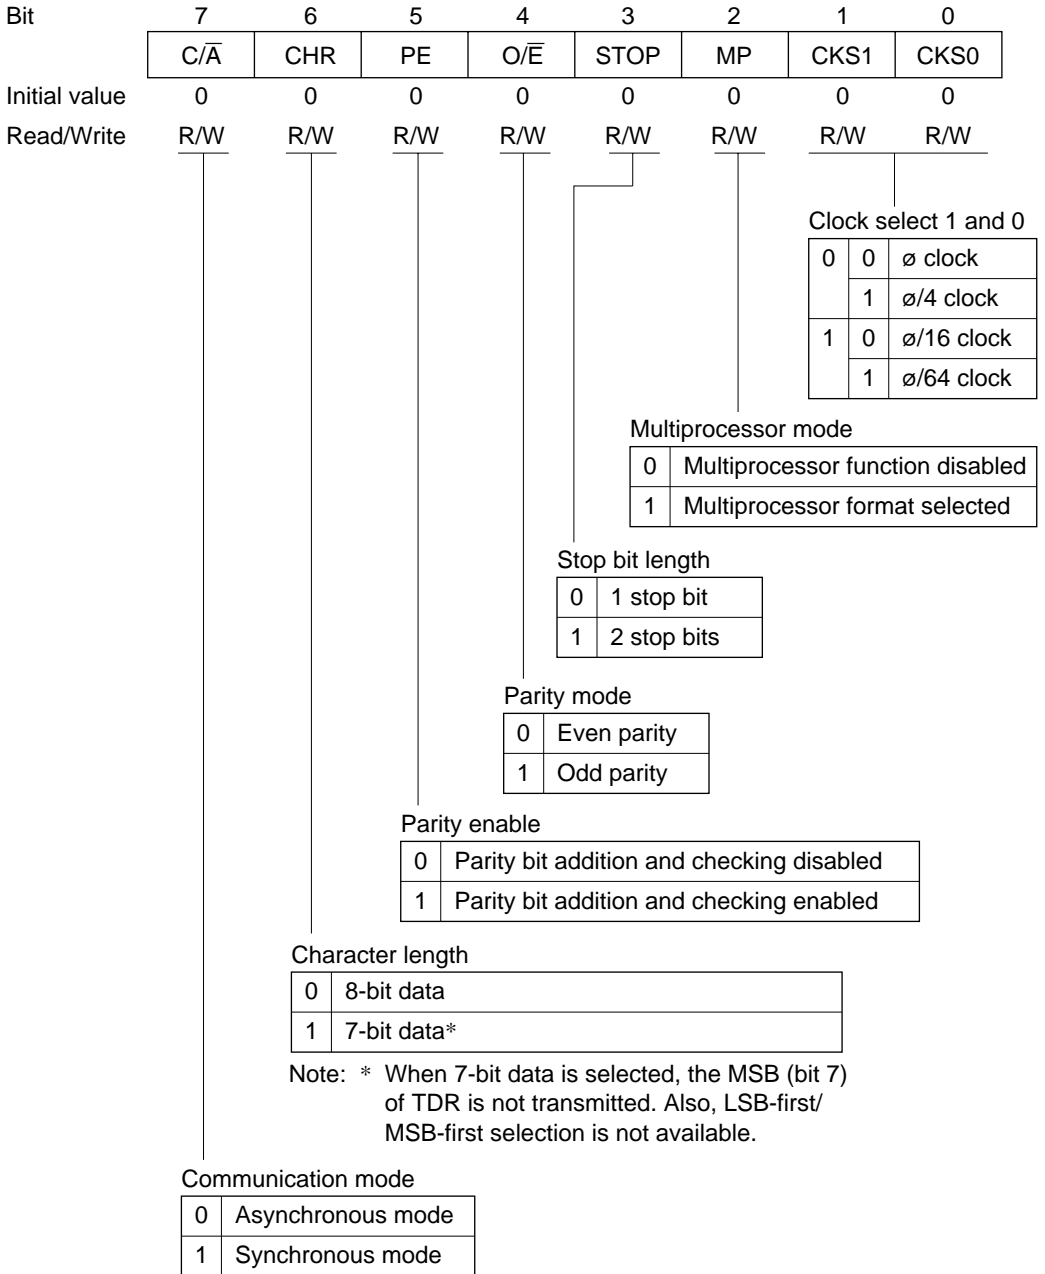 Bit 7 6 5 4 3 2 1 0
C/A̅ CHR PE O/E̅ STOP MP CKS1 CKS0
Initial value 0 0 0 0 0 0 0 0
Read/Write R/W R/W R/W R/W R/W R/W R/W R/W
Clock select 1 and 0
0 0 ø clock
1 ø/4 clock
1 0 ø/16 clock
1 ø/64 clock
Multiprocessor mode
0 Multiprocessor function disabled
1 Multiprocessor format selected
Stop bit length
0 1 stop bit
1 2 stop bits
Parity mode
0 Even parity
1 Odd parity
Parity enable
0 Parity bit addition and checking disabled
1 Parity bit addition and checking enabled
Character length
0 8-bit data
1 7-bit data*
Note: * When 7-bit data is selected, the MSB (bit 7)
of TDR is not transmitted. Also, LSB-first/
MSB-first selection is not available.
Communication mode
0 Asynchronous mode
1 Synchronous mode